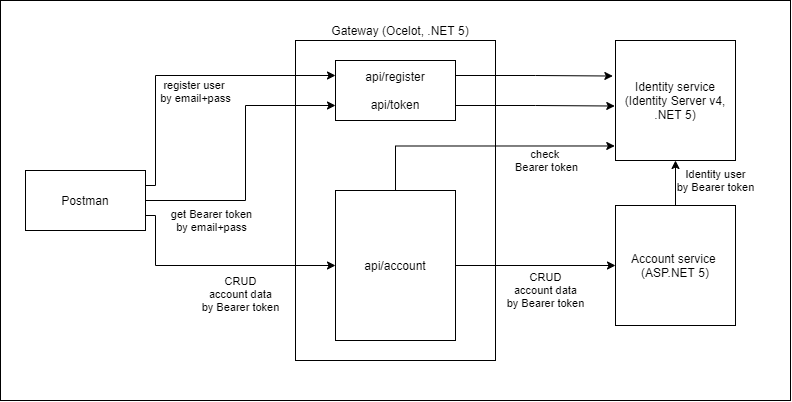 Gateway (Ocelot, .NET 5)
api/register
api/token
register user
by email+pass
Identity service
(Identity Server v4,
.NET 5)
check
Bearer token
Postman
get Bearer token
by email+pass
Identity user
by Bearer token
api/account
Account service
(ASP.NET 5)
CRUD
account data
by Bearer token
CRUD
account data
by Bearer token